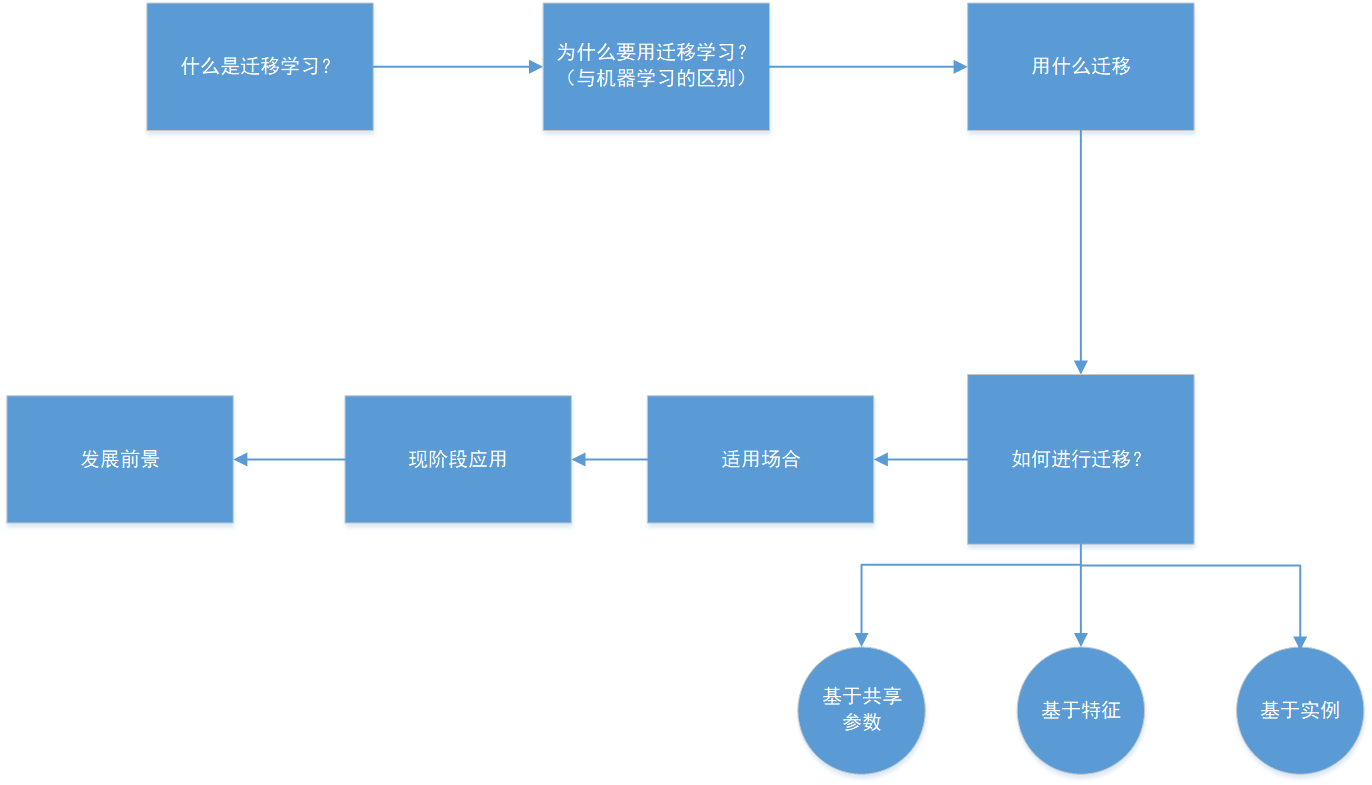 什么是迁移学习？
为什么要用迁移学习？
（与机器学习的区别）
用什么迁移
发展前景
现阶段应用
适用场合
如何进行迁移？
基于共享
参数
基于特征
基于实例